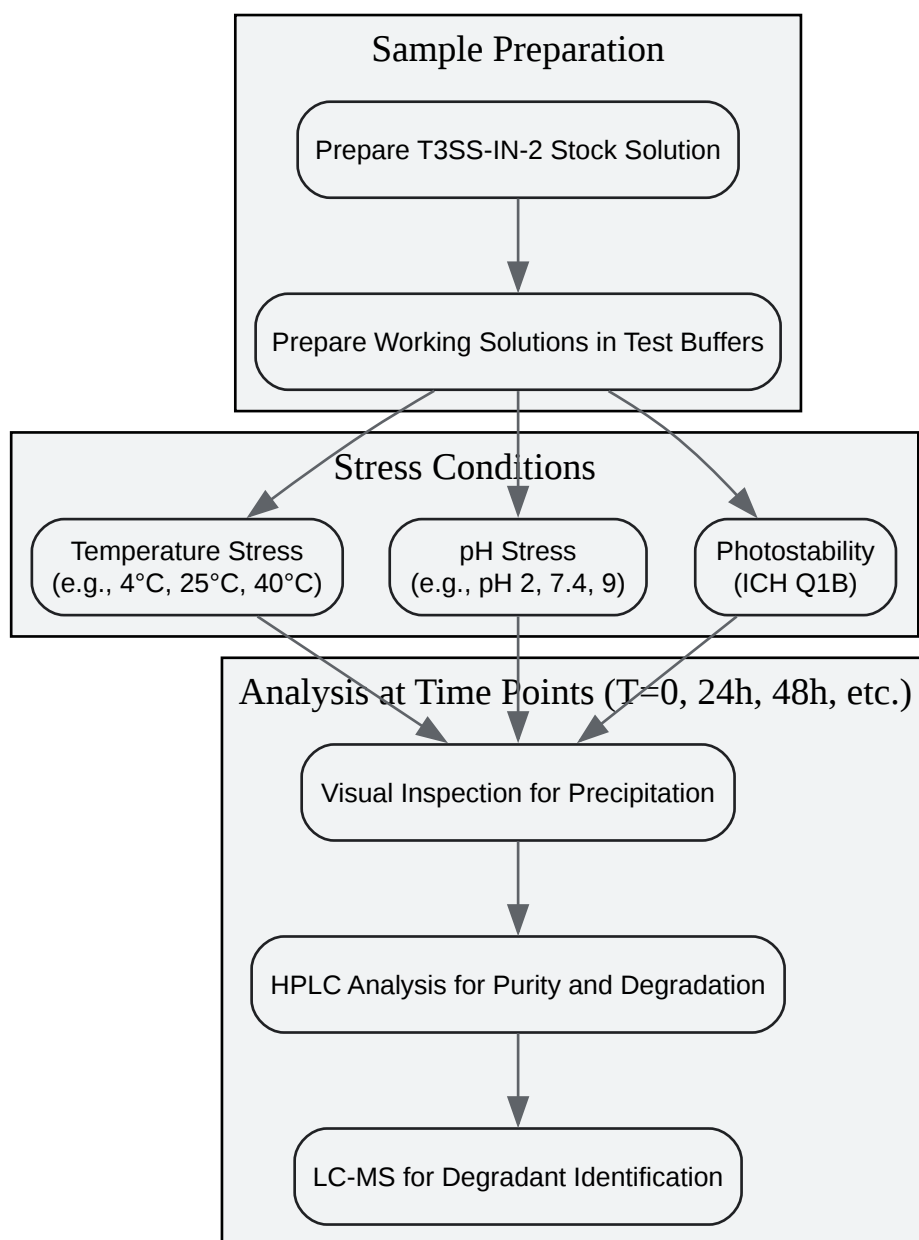 Sample Preparation
Prepare T3SS-IN-2 Stock Solution
Prepare Working Solutions in Test Buffers
Stress Conditions
Temperature Stress
(e.g., 4°C, 25°C, 40°C)
pH Stress
(e.g., pH 2, 7.4, 9)
Photostability
(ICH Q1B)
Analysis at Time Points (T=0, 24h, 48h, etc.)
Visual Inspection for Precipitation
HPLC Analysis for Purity and Degradation
LC-MS for Degradant Identification